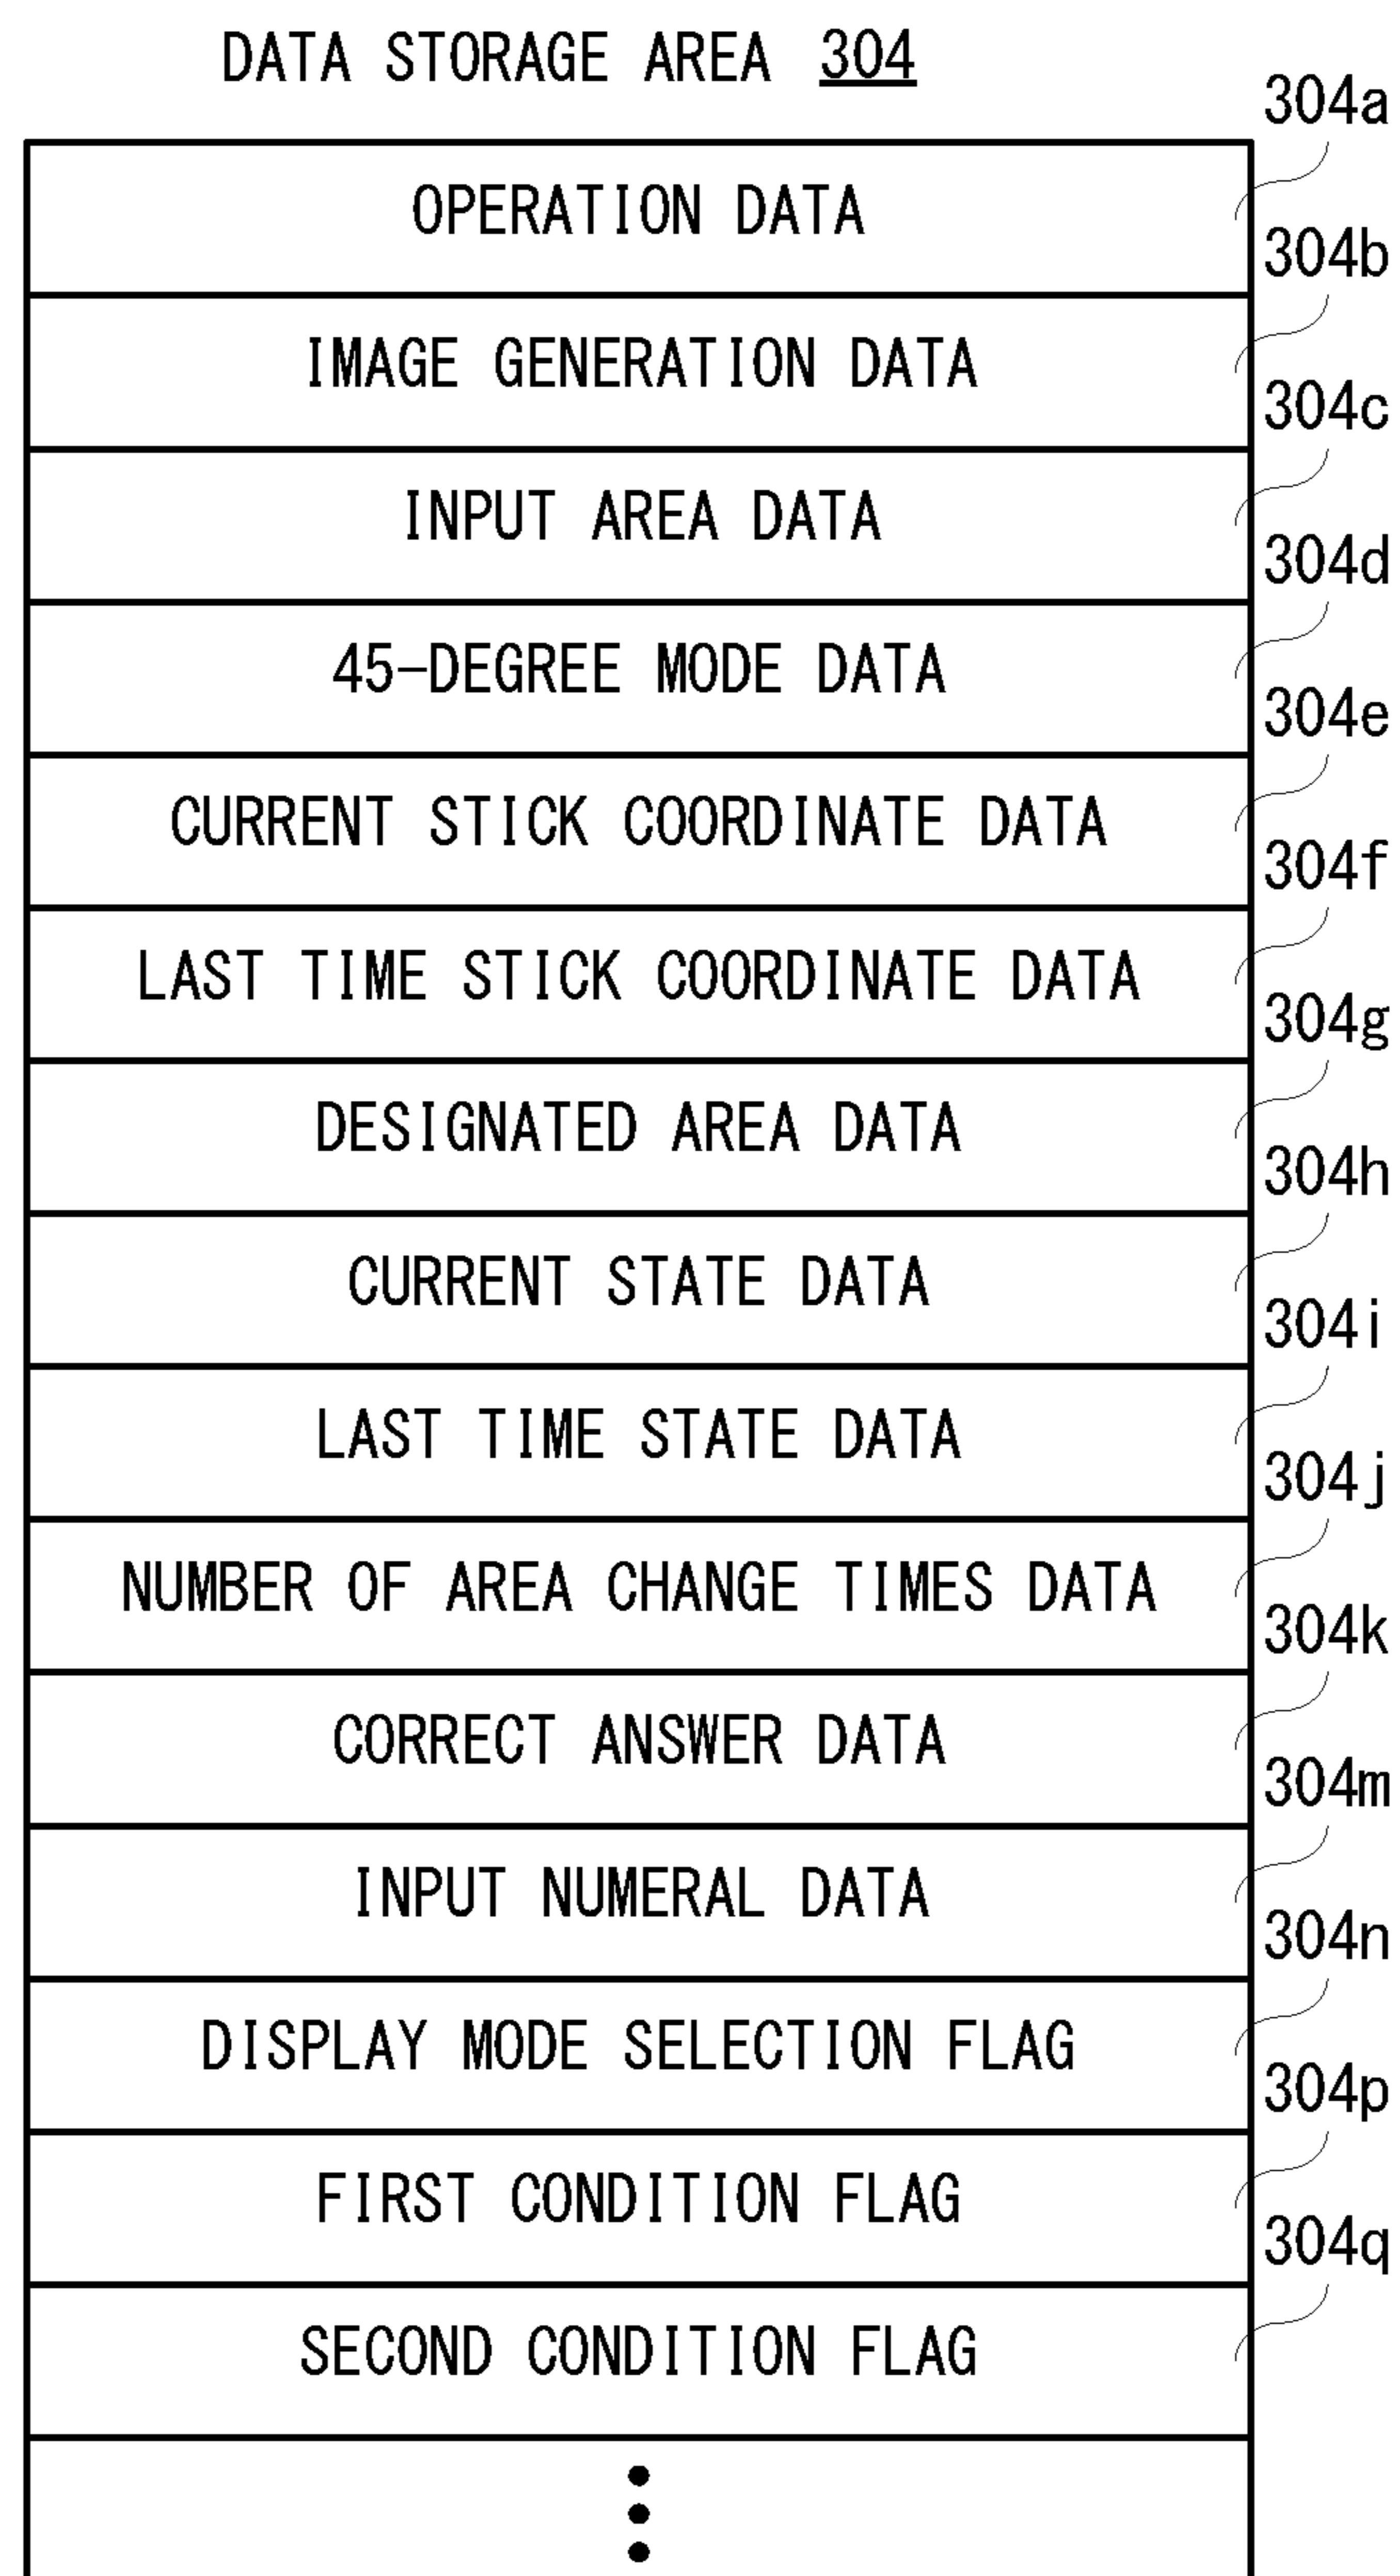 DATA STORAGE AREA 304
304a
OPERATION DATA
304b
IMAGE GENERATION DATA
304c
INPUT AREA DATA
304d
45-DEGREE MODE DATA
304e
CURRENT STICK COORDINATE DATA
304f
LAST TIME STICK COORDINATE DATA
304g
DESIGNATED AREA DATA
304h
CURRENT STATE DATA
304i
LAST TIME STATE DATA
304j
NUMBER OF AREA CHANGE TIMES DATA
304k
CORRECT ANSWER DATA
304m
INPUT NUMERAL DATA
304n
DISPLAY MODE SELECTION FLAG
304p
FIRST CONDITION FLAG
304q
SECOND CONDITION FLAG